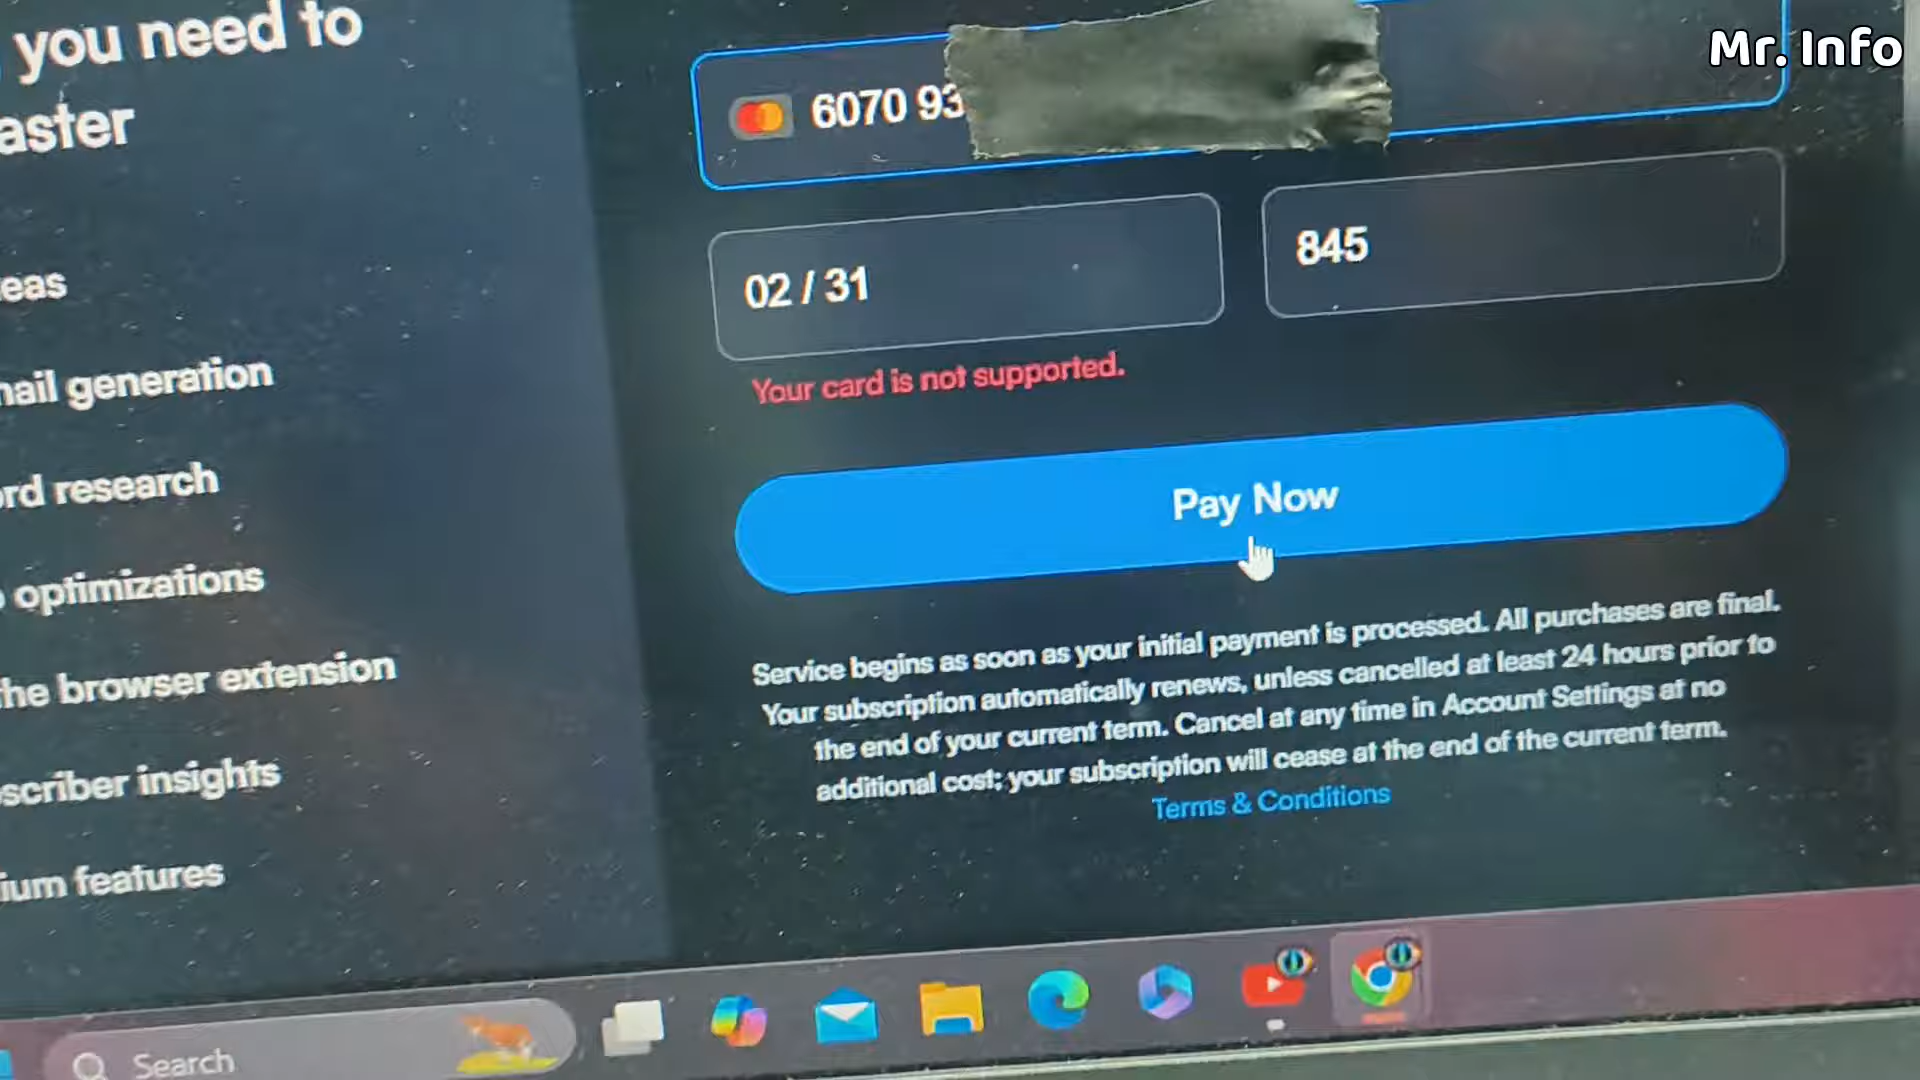 you need to
aster
eas
nail generation
ord research
optimizations
the browser extension
scriber insights
ium features
6070 93
02 / 31
845
Your card is not supported.
Pay Now
Service begins as soon as your initial payment is processed. All purchases are final.
Your subscription automatically renews, unless cancelled at least 24 hours prior to
the end of your current term. Cancel at any time in Account Settings at no
additional cost; your subscription will cease at the end of the current term.
Terms & Conditions
Search
Mr. Info